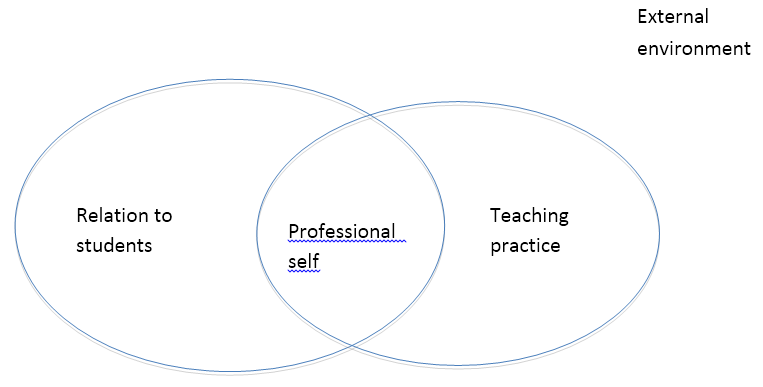 External
environment
Relation to
students
Professional
self
Teaching
practice